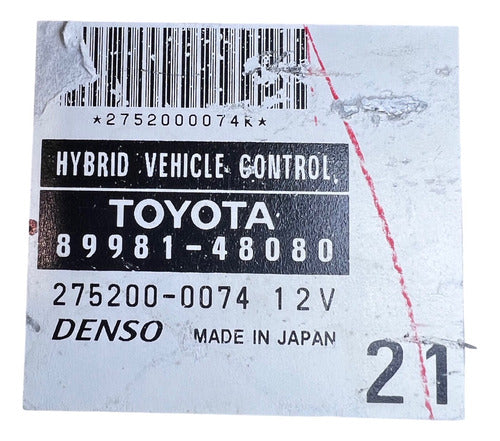 *2752000074K*
HYBRID VEHICLE CONTROL,
TOYOTA
89981-48080
275200-0074 12V
DENSO MADE IN JAPAN
21